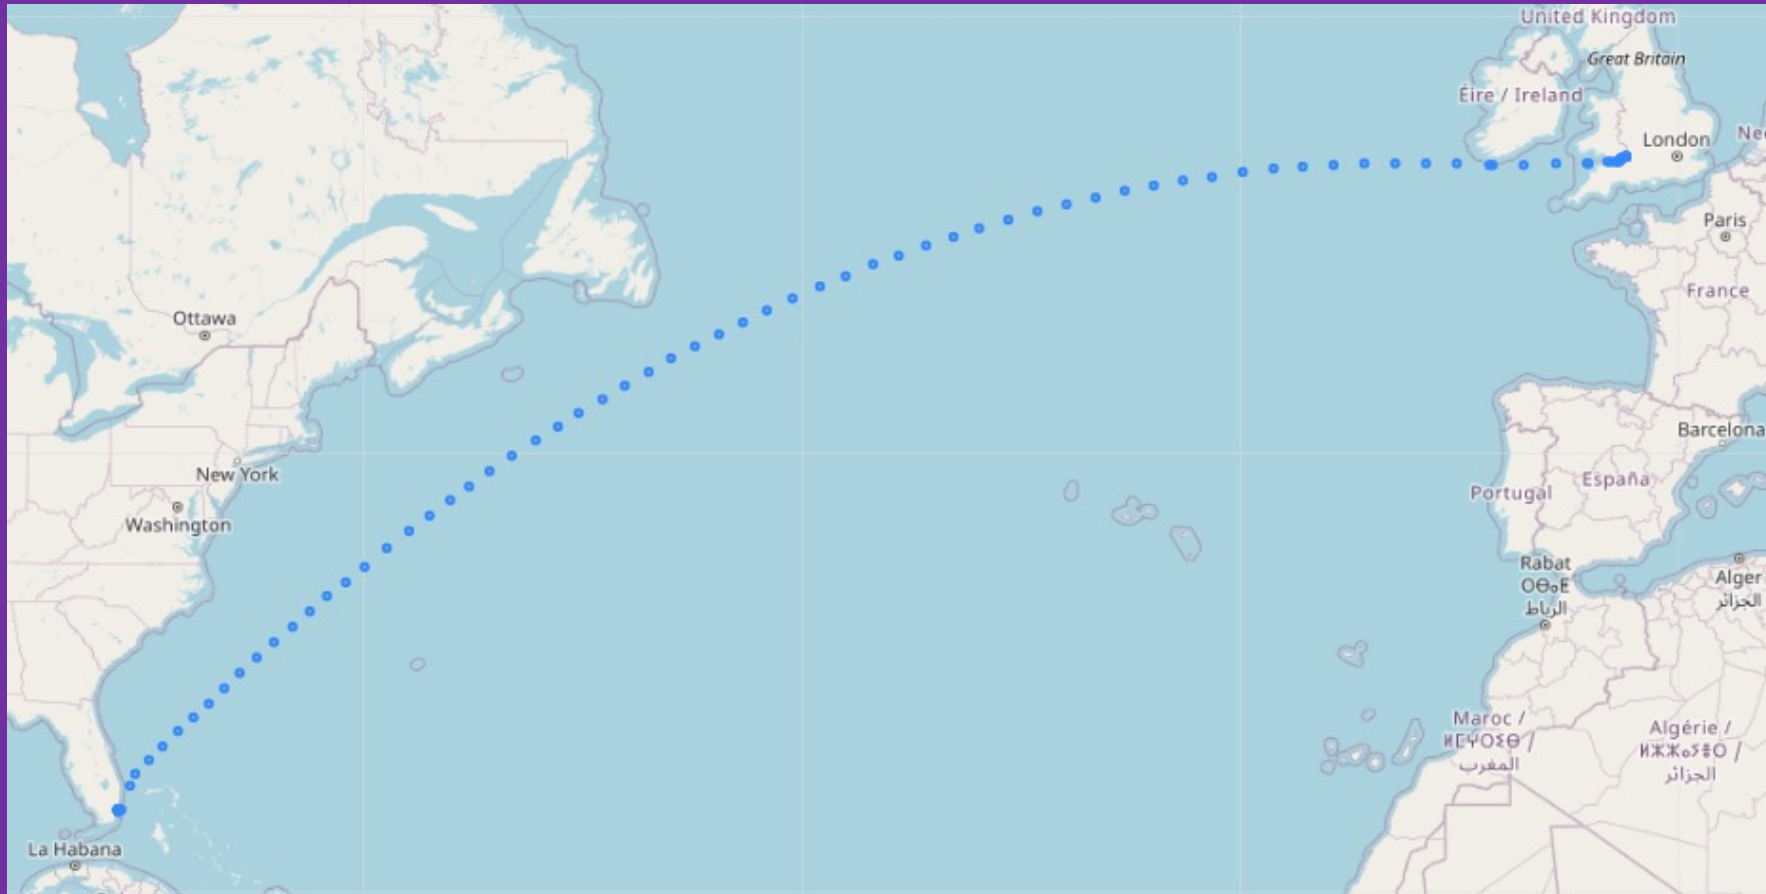 United Kingdom
Great Britain
Éire / Ireland
London
Paris
France
Ottawa
New York
Washington
Barcelona
España
Portugal
Rabat
ⵔⴱⴰⵟ
الرباط
Alger
الجزائر
Maroc /
ⵍⵎⵖⵔⵉⴱ /
المغرب
Algérie /
ⵍⵣⵣⴰⵢⴻⵔ /
الجزائر
La Habana